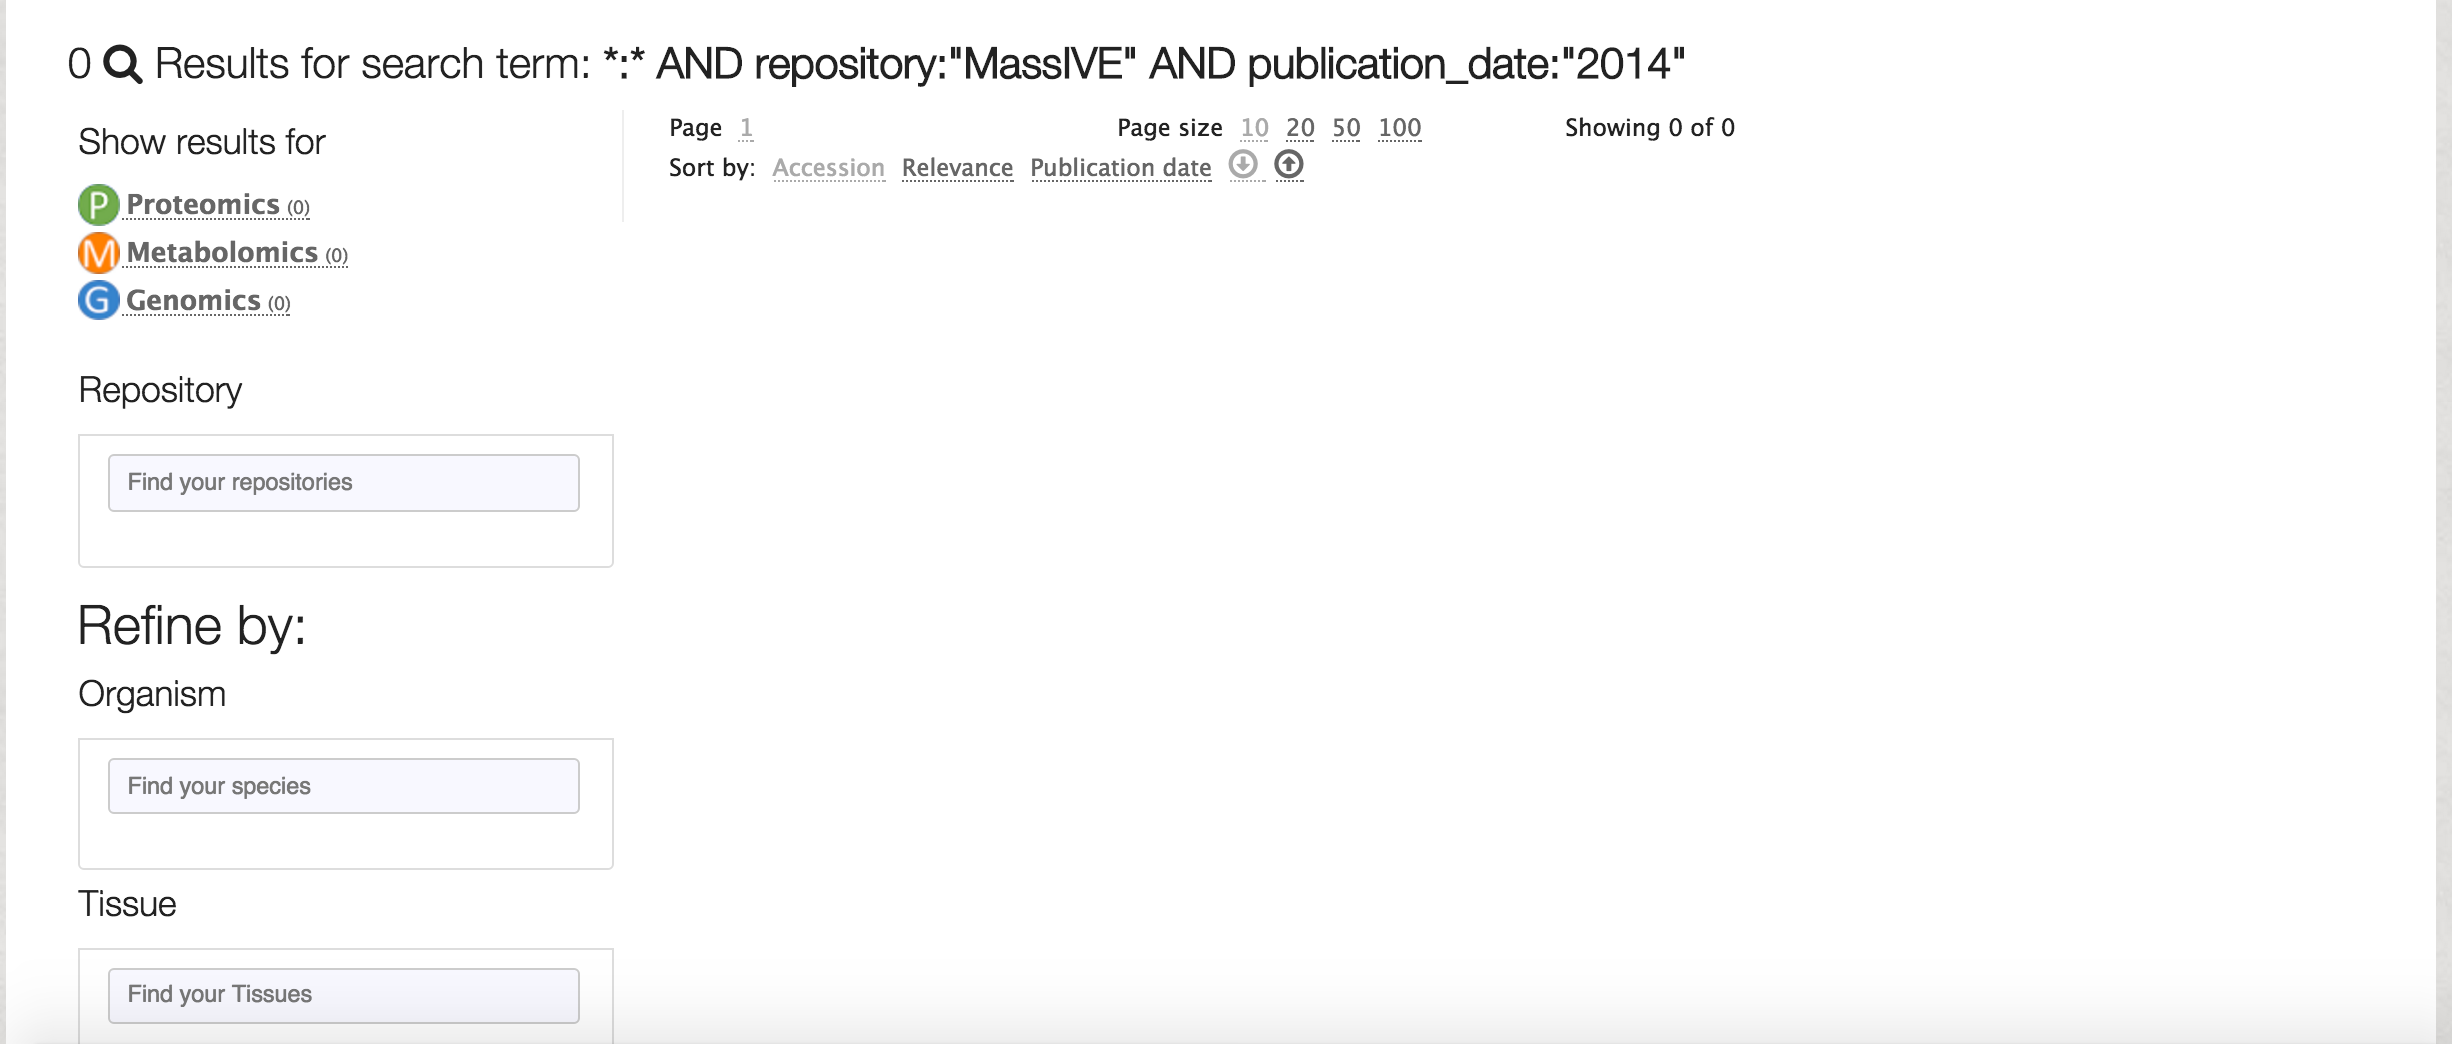 0 Results for search term: *:* AND repository:"MassIVE" AND publication_date:"2014"
Show results for
P Proteomics (0)
M Metabolomics (0)
G Genomics (0)
Page 1 Page size 10 20 50 100 Showing 0 of 0
Sort by: Accession Relevance Publication date
Repository
Find your repositories
Refine by:
Organism
Find your species
Tissue
Find your Tissues